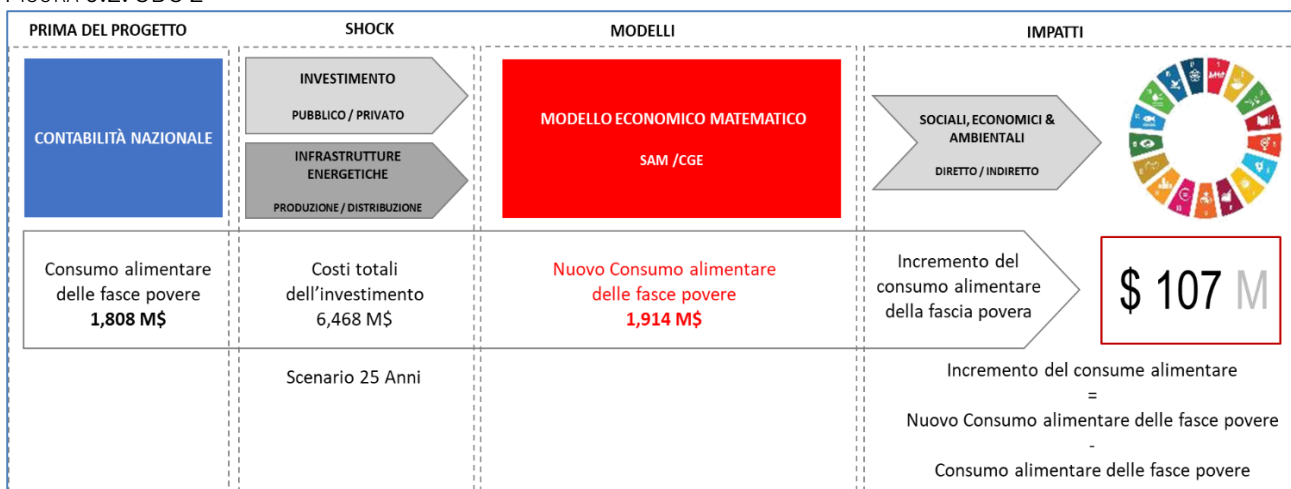 PRIMA DEL PROGETTO
SHOCK
MODELLI
IMPATTI
CONTABILITÀ NAZIONALE
INVESTIMENTO
PUBBLICO / PRIVATO
INFRASTRUTTURE
ENERGETICHE
PRODUZIONE / DISTRIBUZIONE
MODELLO ECONOMICO MATEMATICO
SAM /CGE
SOCIALI, ECONOMICI &
AMBIENTALI
DIRETTO / INDIRETTO
Consumo alimentare
delle fasce povere
1,808 M$
Costi totali
dell'investimento
6,468 M$
Nuovo Consumo alimentare
delle fasce povere
1,914 M$
Incremento del
consumo alimentare
della fascia povera
$ 107 M
Scenario 25 Anni
Incremento del consume alimentare
=
Nuovo Consumo alimentare delle fasce povere
-
Consumo alimentare delle fasce povere